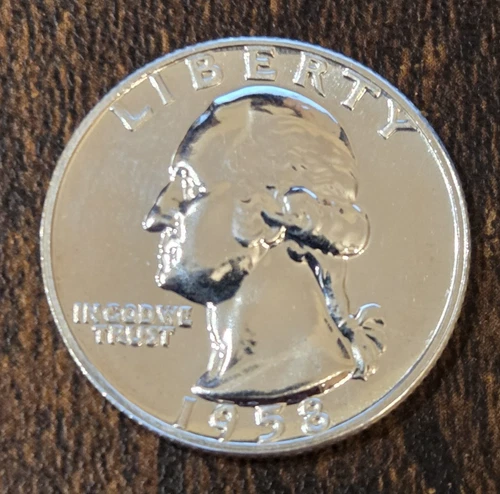 LIBERTY
IN GOD WE
TRUST
1958